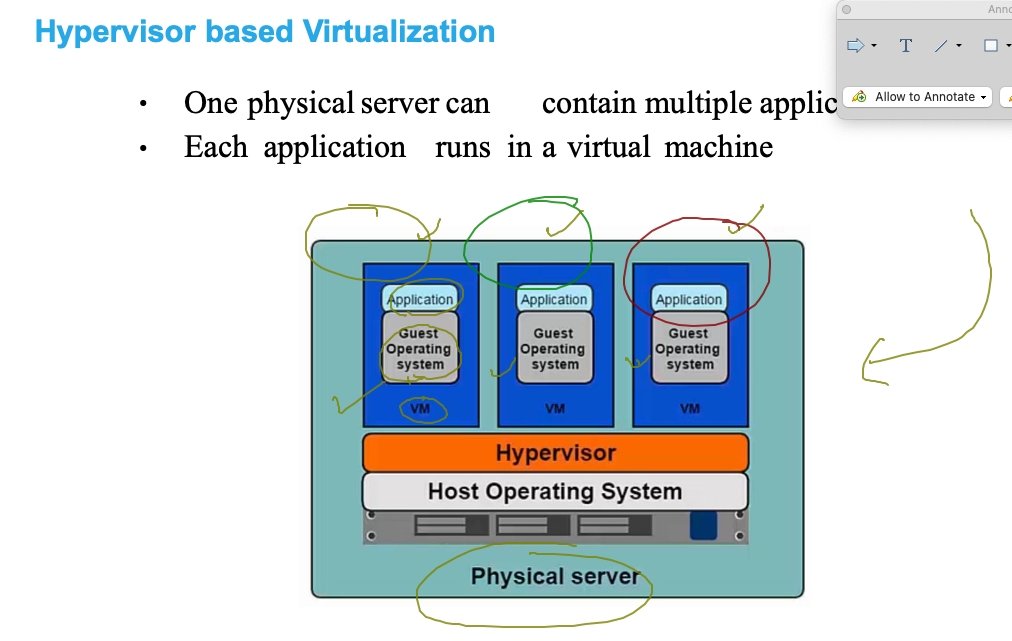 Hypervisor based Virtualization
Anno
T
Allow to Annotate
• One physical server can contain multiple applic
• Each application runs in a virtual machine
Application Application Application
Guest Guest Guest
Operating Operating Operating
system system system
VM VM VM
Hypervisor
Host Operating System
Physical server